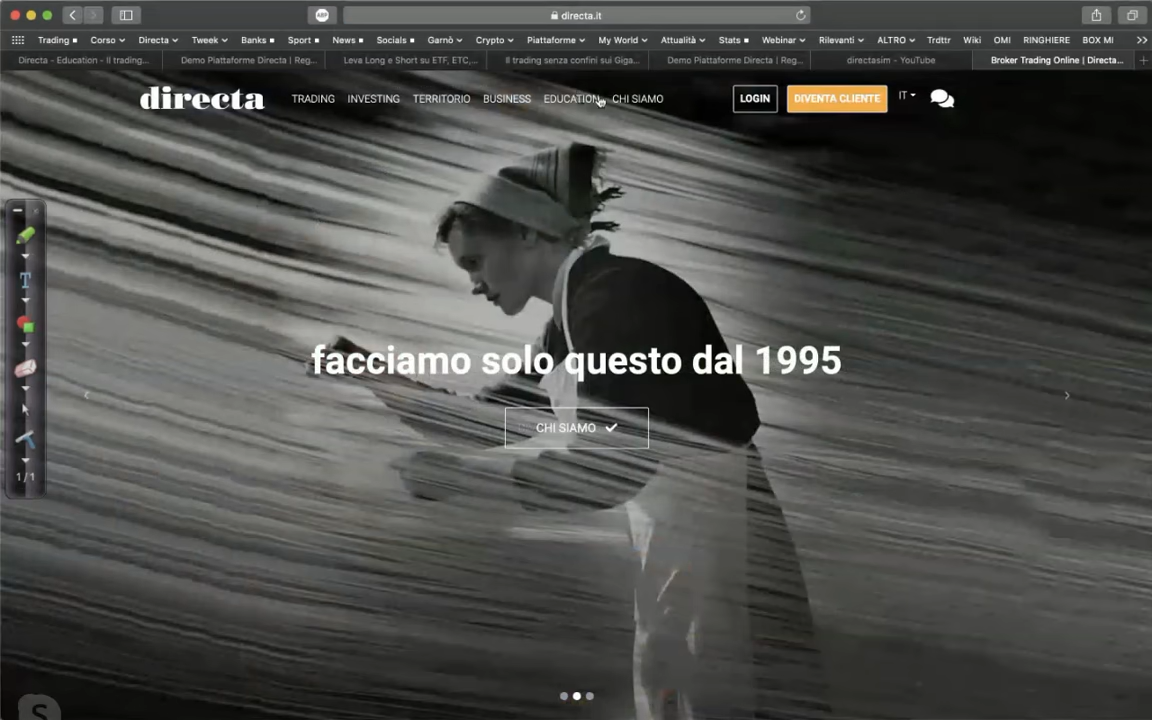 directa.it
Trading Corso Directa Tweek Banks Sport News Socials Garnò Crypto Piattaforme My World Attualità Stats Webinar Rilevanti ALTRO Trdttr Wiki OMI RINGHIERE BOX MI
Directa - Education - Il trading... Demo Piattaforme Directa | Reg... Leve Long e Short su ETF, ETC,... Il trading senza confini sui Giga... Demo Piattaforme Directa | Reg... directasim - YouTube Broker Trading Online | Directa...
directa TRADING INVESTING TERRITORIO BUSINESS EDUCATION CHI SIAMO LOGIN DIVENTA CLIENTE IT
facciamo solo questo dal 1995
CHI SIAMO
T
1/1
S